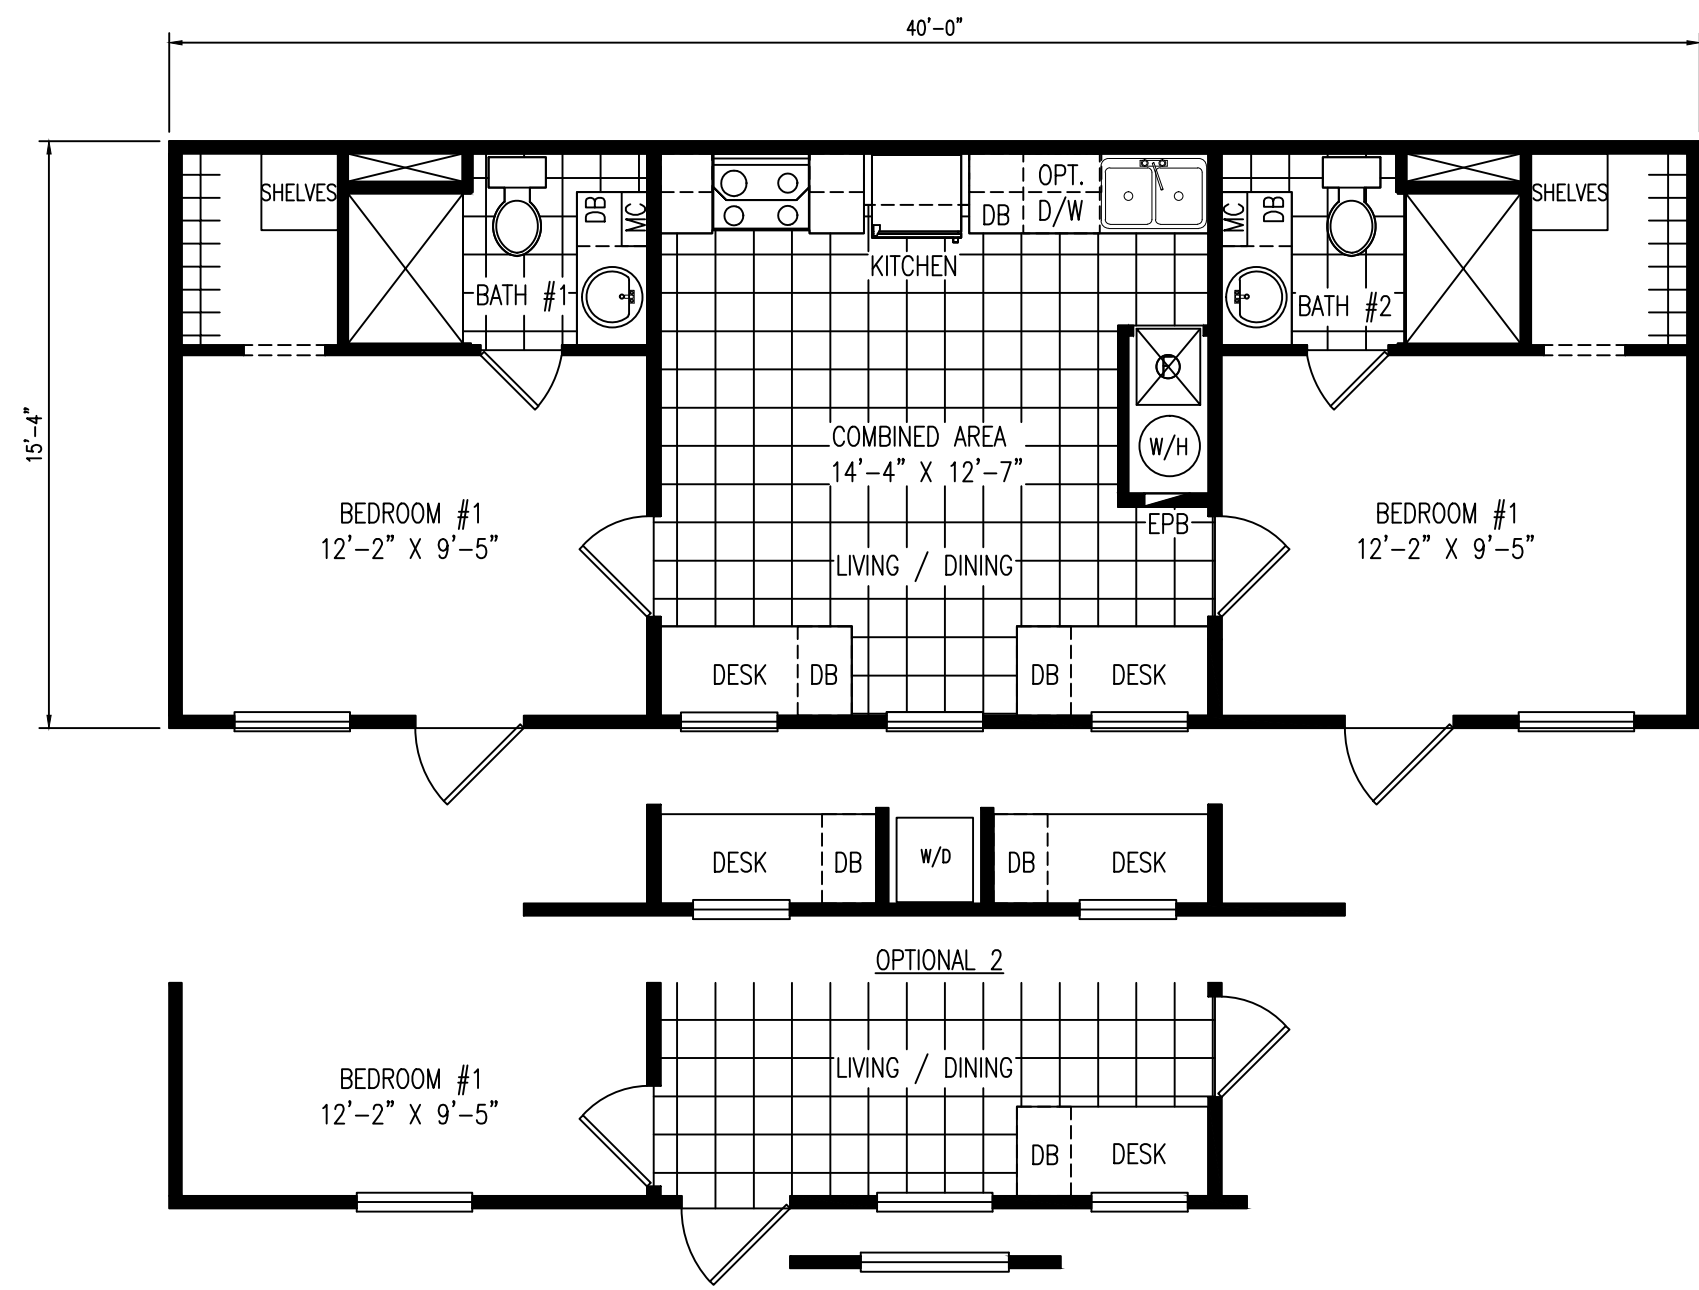 40'-0"
15'-4"
SHELVES
DB
MC
BATH #1
OPT.
D/W
DB
KITCHEN
MC
DB
BATH #2
SHELVES
F
W/H
EPB
COMBINED AREA
14'-4" X 12'-7"
BEDROOM #1
12'-2" X 9'-5"
LIVING / DINING
BEDROOM #1
12'-2" X 9'-5"
DESK
DB
DB
DESK
DESK
DB
W/D
DB
DESK
OPTIONAL 2
BEDROOM #1
12'-2" X 9'-5"
LIVING / DINING
DB
DESK